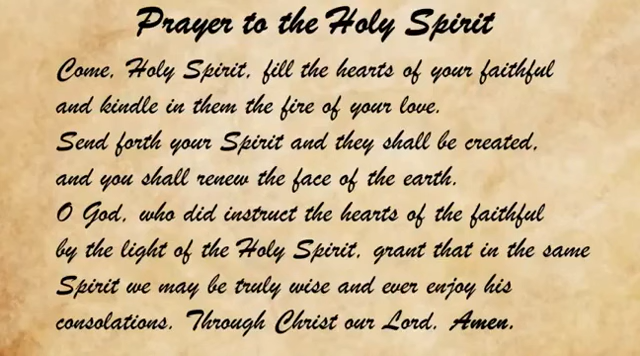 Prayer to the Holy Spirit
Come, Holy Spirit, fill the hearts of your faithful
and kindle in them the fire of your love.
Send forth your Spirit and they shall be created,
and you shall renew the face of the earth.
O God, who did instruct the hearts of the faithful
by the light of the Holy Spirit, grant that in the same
Spirit we may be truly wise and ever enjoy his
consolations. Through Christ our Lord. Amen.